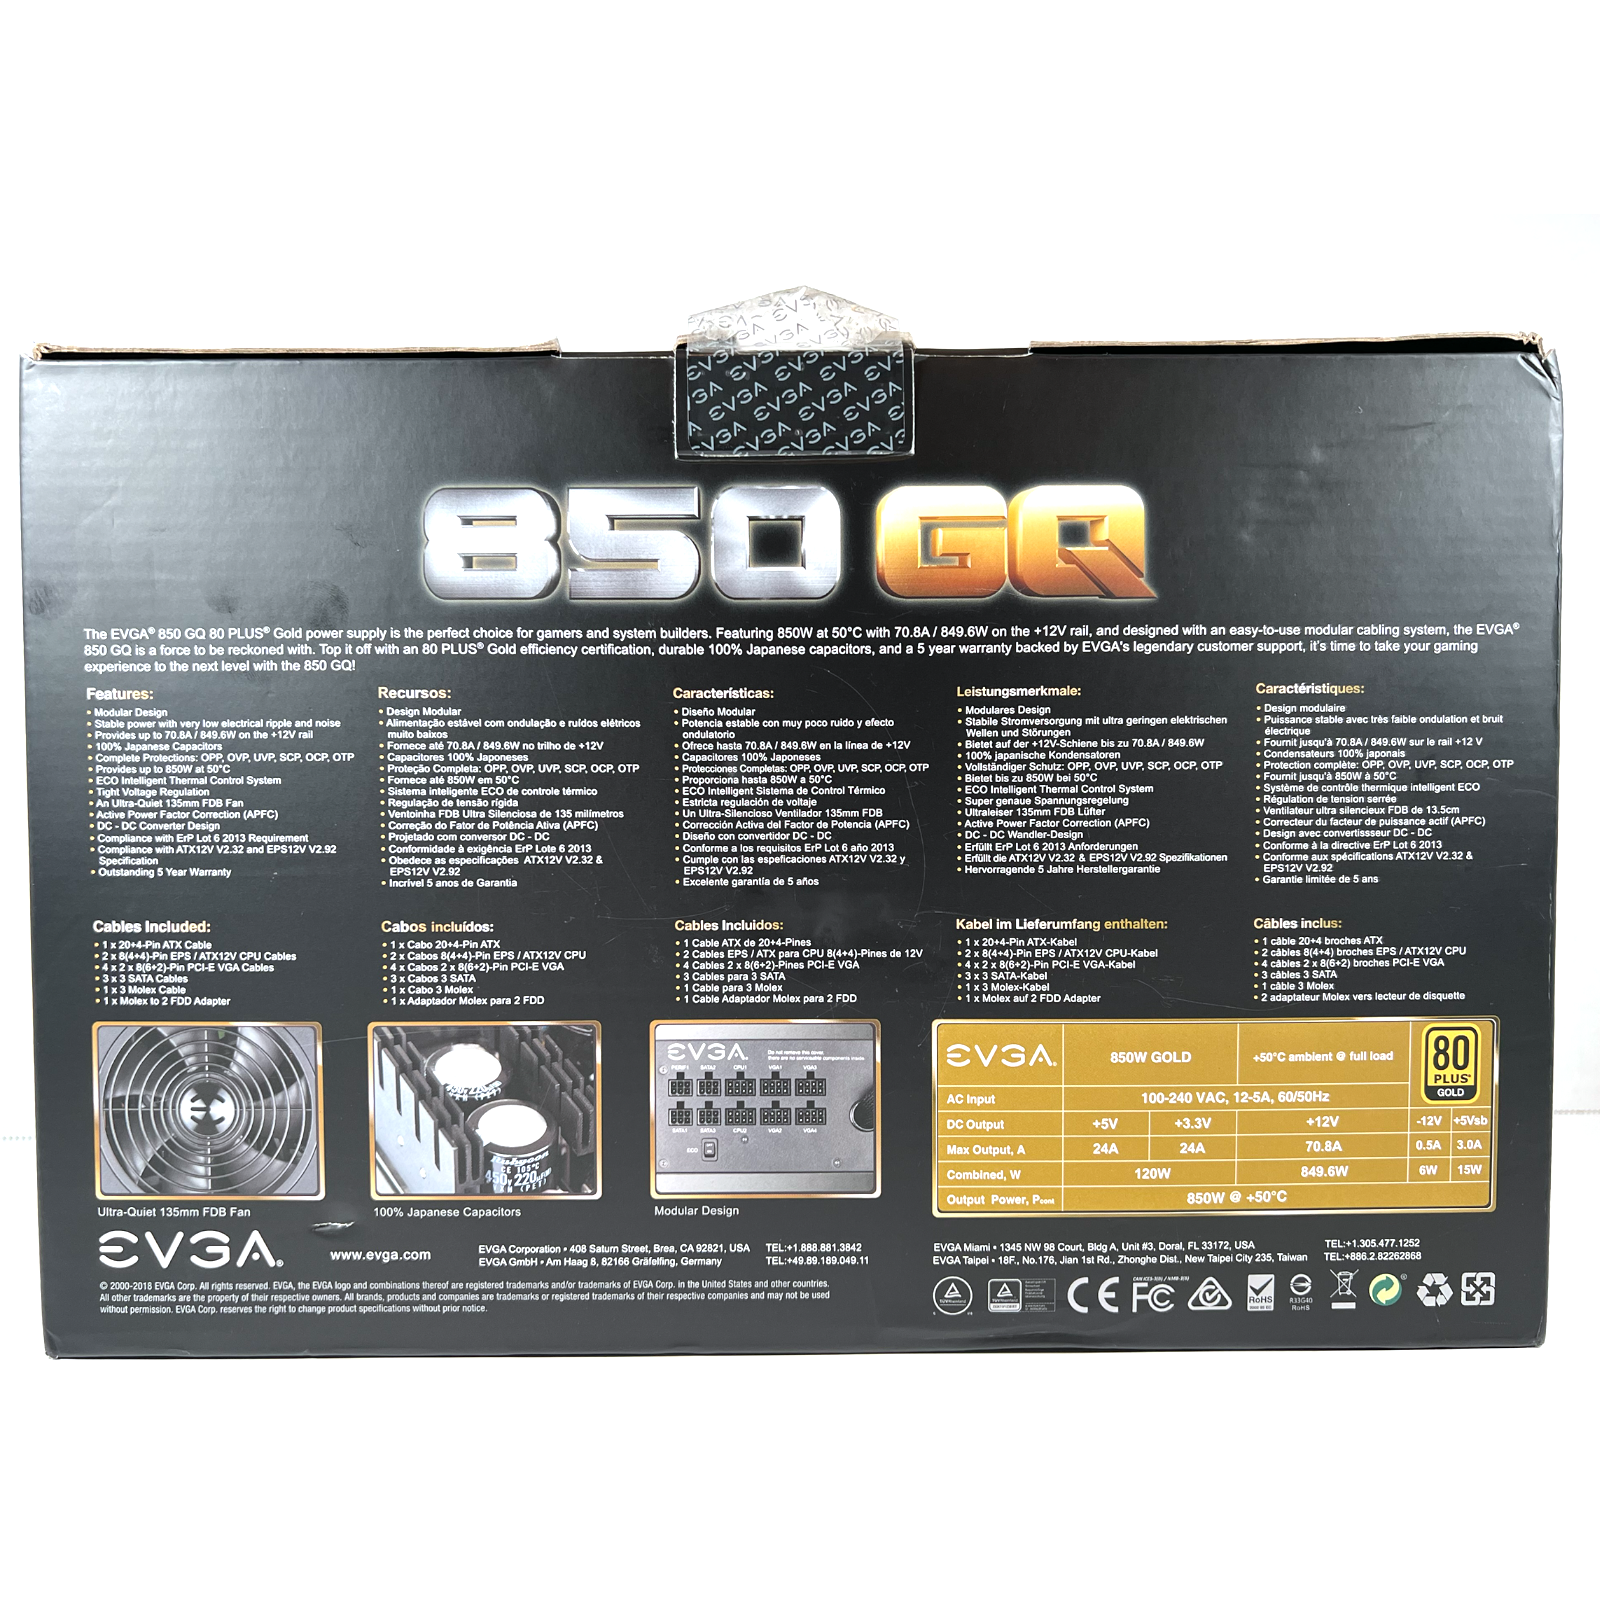 EVGA
850 GQ
The EVGA® 850 GQ 80 PLUS® Gold power supply is the perfect choice for gamers and system builders. Featuring 850W at 50°C with 70.8A / 849.6W on the +12V rail, and designed with an easy-to-use modular cabling system, the EVGA®
850 GQ is a force to be reckoned with. Top it off with an 80 PLUS® Gold efficiency certification, durable 100% Japanese capacitors, and a 5 year warranty backed by EVGA's legendary customer support, it's time to take your gaming
experience to the next level with the 850 GQ!
Features:
• Modular Design
• Stable power with very low electrical ripple and noise
• Provides up to 70.8A / 849.6W on the +12V rail
• 100% Japanese Capacitors
• Complete Protections: OPP, OVP, UVP, SCP, OCP, OTP
• Provides up to 850W at 50°C
• ECO Intelligent Thermal Control System
• Tight Voltage Regulation
• An Ultra-Quiet 135mm FDB Fan
• Active Power Factor Correction (APFC)
• DC - DC Converter Design
• Compliance with ErP Lot 6 2013 Requirement
• Compliance with ATX12V V2.32 and EPS12V V2.92
Specification
• Outstanding 5 Year Warranty
Recursos:
• Design Modular
• Alimentação estável com ondulação e ruídos elétricos
muito baixos
• Fornece até 70.8A / 849.6W no trilho de +12V
• Capacitores 100% Japoneses
• Proteção Completa: OPP, OVP, UVP, SCP, OCP, OTP
• Fornece até 850W em 50°C
• Sistema inteligente ECO de controle térmico
• Regulação de tensão rígida
• Ventoinha FDB Ultra Silenciosa de 135 milímetros
• Correção do Fator de Potência Ativa (APFC)
• Projetado com conversor DC - DC
• Conformidade à exigência ErP Lote 6 2013
• Obedece as especificações ATX12V V2.32 &
EPS12V V2.92
• Incrível 5 anos de Garantia
Características:
• Diseño Modular
• Potencia estable con muy poco ruido y efecto
ondulatorio
• Ofrece hasta 70.8A / 849.6W en la línea de +12V
• Capacitores 100% Japoneses
• Protecciones Completas: OPP, OVP, UVP, SCP, OCP, OTP
• Proporciona hasta 850W a 50°C
• ECO Intelligent Sistema de Control Térmico
• Estricta regulación de voltaje
• Un Ultra-Silencioso Ventilador 135mm FDB
• Corrección Activa del Factor de Potencia (APFC)
• Diseño con convertidor DC - DC
• Conforme a los requisitos ErP Lot 6 año 2013
• Cumple con las espeficaciones ATX12V V2.32 y
EPS12V V2.92
• Excelente garantía de 5 años
Leistungsmerkmale:
• Modulares Design
• Stabile Stromversorgung mit ultra geringen elektrischen
Wellen und Störungen
• Bietet auf der +12V-Schiene bis zu 70.8A / 849.6W
• 100% japanische Kondensatoren
• Vollständiger Schutz: OPP, OVP, UVP, SCP, OCP, OTP
• Bietet bis zu 850W bei 50°C
• ECO Intelligent Thermal Control System
• Super genaue Spannungsregelung
• Ultraleiser 135mm FDB Lüfter
• Active Power Factor Correction (APFC)
• DC - DC Wandler-Design
• Erfüllt ErP Lot 6 2013 Anforderungen
• Erfüllt die ATX12V V2.32 & EPS12V V2.92 Spezifikationen
• Hervorragende 5 Jahre Herstellergarantie
Caractéristiques:
• Design modulaire
• Puissance stable avec très faible ondulation et bruit
électrique
• Fournit jusqu'à 70.8A / 849.6W sur le rail +12 V
• Condensateurs 100% japonais
• Protection complète: OPP, OVP, UVP, SCP, OCP, OTP
• Fournit jusqu'à 850W à 50°C
• Système de contrôle thermique intelligent ECO
• Régulation de tension serrée
• Ventilateur ultra silencieux FDB de 13.5cm
• Correcteur du facteur de puissance actif (APFC)
• Design avec convertissseur DC - DC
• Conforme à la directive ErP Lot 6 2013
• Conforme aux spécifications ATX12V V2.32 &
EPS12V V2.92
• Garantie limitée de 5 ans
Cables Included:
• 1 x 20+4-Pin ATX Cable
• 2 x 8(4+4)-Pin EPS / ATX12V CPU Cables
• 4 x 2 x 8(6+2)-Pin PCI-E VGA Cables
• 3 x 3 SATA Cables
• 1 x 3 Molex Cable
• 1 x Molex to 2 FDD Adapter
Cabos incluídos:
• 1 x Cabo 20+4-Pin ATX
• 2 x Cabos 8(4+4)-Pin EPS / ATX12V CPU
• 4 x Cabos 2 x 8(6+2)-Pin PCI-E VGA
• 3 x Cabos 3 SATA
• 1 x Cabo 3 Molex
• 1 x Adaptador Molex para 2 FDD
Cables Incluidos:
• 1 Cable ATX de 20+4-Pines
• 2 Cables EPS / ATX para CPU 8(4+4)-Pines de 12V
• 4 Cables 2 x 8(6+2)-Pines PCI-E VGA
• 3 Cables para 3 SATA
• 1 Cable para 3 Molex
• 1 Cable Adaptador Molex para 2 FDD
Kabel im Lieferumfang enthalten:
• 1 x 20+4-Pin ATX-Kabel
• 2 x 8(4+4)-Pin EPS / ATX12V CPU-Kabel
• 4 x 2 x 8(6+2)-Pin PCI-E VGA-Kabel
• 3 x 3 SATA-Kabel
• 1 x 3 Molex-Kabel
• 1 x Molex auf 2 FDD Adapter
Câbles inclus:
• 1 câble 20+4 broches ATX
• 2 câbles 8(4+4) broches EPS / ATX12V CPU
• 4 câbles 2 x 8(6+2) broches PCI-E VGA
• 3 câbles 3 SATA
• 1 câble 3 Molex
• 2 adaptateur Molex vers lecteur de disquette
Rubycon
CE 105°C
450V 220µF
EVGA Do not remove this cover,
there are no serviceable components inside
PERIF1 SATA2 CPU1 VGA1 VGA3
SATA1 SATA3 CPU2 VGA2 VGA4
ECO
EVGA. 850W GOLD +50°C ambient @ full load 80 PLUS® GOLD
AC Input 100-240 VAC, 12-5A, 60/50Hz
DC Output +5V +3.3V +12V -12V +5Vsb
Max Output, A 24A 24A 70.8A 0.5A 3.0A
Combined, W 120W 849.6W 6W 15W
Output Power, Pcont 850W @ +50°C
Ultra-Quiet 135mm FDB Fan
100% Japanese Capacitors
Modular Design
EVGA.
www.evga.com
EVGA Corporation • 408 Saturn Street, Brea, CA 92821, USA TEL:+1.888.881.3842
EVGA GmbH • Am Haag 8, 82166 Gräfelfing, Germany TEL:+49.89.189.049.11
EVGA Miami • 1345 NW 98 Court, Bldg A, Unit #3, Doral, FL 33172, USA TEL:+1.305.477.1252
EVGA Taipei • 18F., No.176, Jian 1st Rd., Zhonghe Dist., New Taipei City 235, Taiwan TEL:+886.2.82262868
© 2000-2018 EVGA Corp. All rights reserved. EVGA, the EVGA logo and combinations thereof are registered trademarks and/or trademarks of EVGA Corp. in the United States and other countries.
All other trademarks are the property of their respective owners. All brands, products and companies are trademarks or registered trademarks of their respective companies and may not be used
without permission. EVGA Corp. reserves the right to change product specifications without prior notice.
TÜVRheinland
CE
FC
RoHS
R33G40
RoHS